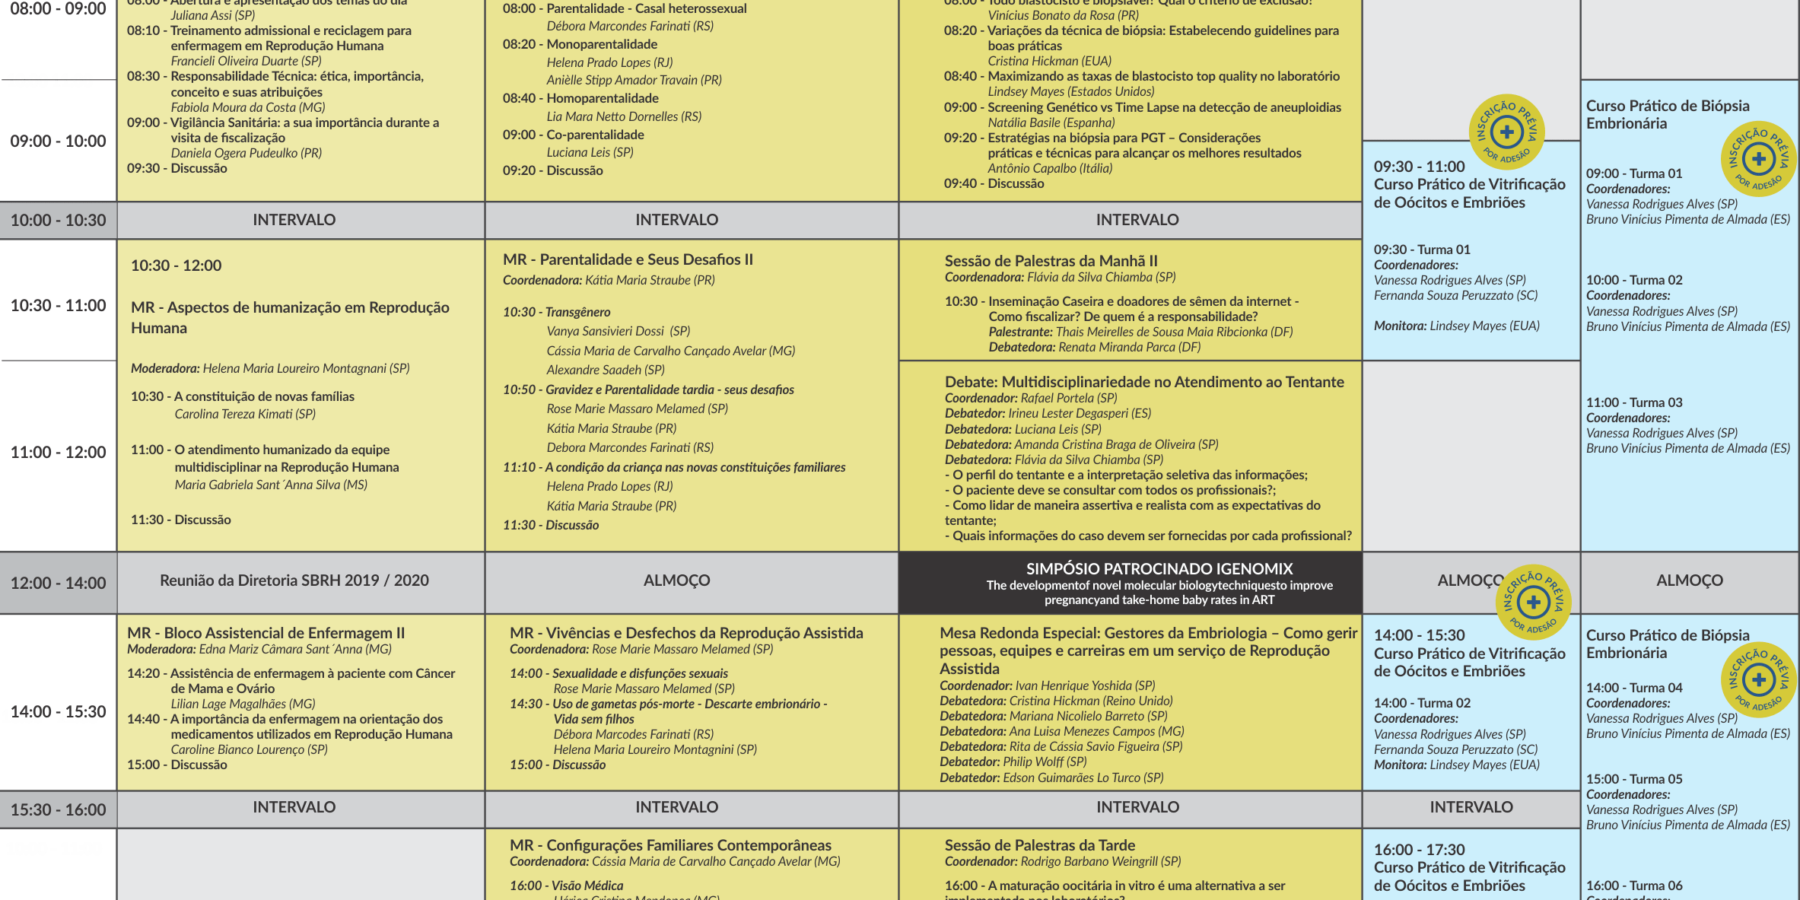 08:00 - 09:00
09:00 - 10:00
10:00 - 10:30
10:30 - 11:00
11:00 - 12:00
12:00 - 14:00
14:00 - 15:30
15:30 - 16:00
08:00 - Abertura e apresentação dos temas do dia
Juliana Assi (SP)
08:10 - Treinamento admissional e reciclagem para
enfermagem em Reprodução Humana
Francieli Oliveira Duarte (SP)
08:30 - Responsabilidade Técnica: ética, importância,
conceito e suas atribuições
Fabiola Moura da Costa (MG)
09:00 - Vigilância Sanitária: a sua importância durante a
visita de fiscalização
Daniela Ogera Pudeulko (PR)
09:30 - Discussão
INTERVALO
10:30 - 12:00
MR - Aspectos de humanização em Reprodução
Humana
Moderadora: Helena Maria Loureiro Montagnani (SP)
10:30 - A constituição de novas famílias
Carolina Tereza Kimati (SP)
11:00 - O atendimento humanizado da equipe
multidisciplinar na Reprodução Humana
Maria Gabriela Sant´Anna Silva (MS)
11:30 - Discussão
Reunião da Diretoria SBRH 2019 / 2020
MR - Bloco Assistencial de Enfermagem II
Moderadora: Edna Mariz Câmara Sant´Anna (MG)
14:20 - Assistência de enfermagem à paciente com Câncer
de Mama e Ovário
Lilian Lage Magalhães (MG)
14:40 - A importância da enfermagem na orientação dos
medicamentos utilizados em Reprodução Humana
Caroline Bianco Lourenço (SP)
15:00 - Discussão
INTERVALO
08:00 - Parentalidade - Casal heterossexual
Débora Marcondes Farinati (RS)
08:20 - Monoparentalidade
Helena Prado Lopes (RJ)
Anièlle Stipp Amador Travain (PR)
08:40 - Homoparentalidade
Lia Mara Netto Dornelles (RS)
09:00 - Co-parentalidade
Luciana Leis (SP)
09:20 - Discussão
INTERVALO
MR - Parentalidade e Seus Desafios II
Coordenadora: Kátia Maria Straube (PR)
10:30 - Transgênero
Vanya Sansivieri Dossi (SP)
Cássia Maria de Carvalho Cançado Avelar (MG)
Alexandre Saadeh (SP)
10:50 - Gravidez e Parentalidade tardia - seus desafios
Rose Marie Massaro Melamed (SP)
Kátia Maria Straube (PR)
Debora Marcondes Farinati (RS)
11:10 - A condição da criança nas novas constituições familiares
Helena Prado Lopes (RJ)
Kátia Maria Straube (PR)
11:30 - Discussão
ALMOÇO
MR - Vivências e Desfechos da Reprodução Assistida
Coordenadora: Rose Marie Massaro Melamed (SP)
14:00 - Sexualidade e disfunções sexuais
Rose Marie Massaro Melamed (SP)
14:30 - Uso de gametas pós-morte - Descarte embrionário -
Vida sem filhos
Débora Marcodes Farinati (RS)
Helena Maria Loureiro Montagnini (SP)
15:00 - Discussão
INTERVALO
MR - Configurações Familiares Contemporâneas
Coordenadora: Cássia Maria de Carvalho Cançado Avelar (MG)
16:00 - Visão Médica
08:00 - Todo blastocisto é biopsiável? Qual o critério de exclusão?
Vinícius Bonato da Rosa (PR)
08:20 - Variações da técnica de biópsia: Estabelecendo guidelines para
boas práticas
Cristina Hickman (EUA)
08:40 - Maximizando as taxas de blastocisto top quality no laboratório
Lindsey Mayes (Estados Unidos)
09:00 - Screening Genético vs Time Lapse na detecção de aneuploidias
Natália Basile (Espanha)
09:20 - Estratégias na biópsia para PGT – Considerações
práticas e técnicas para alcançar os melhores resultados
Antônio Capalbo (Itália)
09:40 - Discussão
INTERVALO
Sessão de Palestras da Manhã II
Coordenadora: Flávia da Silva Chiamba (SP)
10:30 - Inseminação Caseira e doadores de sêmen da internet -
Como fiscalizar? De quem é a responsabilidade?
Palestrante: Thais Meirelles de Sousa Maia Ribcionka (DF)
Debatedora: Renata Miranda Parca (DF)
Debate: Multidisciplinariedade no Atendimento ao Tentante
Coordenador: Rafael Portela (SP)
Debatedor: Irineu Lester Degasperi (ES)
Debatedora: Luciana Leis (SP)
Debatedora: Amanda Cristina Braga de Oliveira (SP)
Debatedora: Flávia da Silva Chiamba (SP)
- O perfil do tentante e a interpretação seletiva das informações;
- O paciente deve se consultar com todos os profissionais?;
- Como lidar de maneira assertiva e realista com as expectativas do
tentante;
- Quais informações do caso devem ser fornecidas por cada profissional?
SIMPÓSIO PATROCINADO IGENOMIX
The developmentof novel molecular biologytechniquesto improve
pregnancyand take-home baby rates in ART
Mesa Redonda Especial: Gestores da Embriologia – Como gerir
pessoas, equipes e carreiras em um serviço de Reprodução
Assistida
Coordenador: Ivan Henrique Yoshida (SP)
Debatedora: Cristina Hickman (Reino Unido)
Debatedora: Mariana Nicolielo Barreto (SP)
Debatedora: Ana Luisa Menezes Campos (MG)
Debatedora: Rita de Cássia Savio Figueira (SP)
Debatedor: Philip Wolff (SP)
Debatedor: Edson Guimarães Lo Turco (SP)
INTERVALO
Sessão de Palestras da Tarde
Coordenador: Rodrigo Barbano Weingrill (SP)
16:00 - A maturação oocitária in vitro é uma alternativa a ser
implementada nos laboratórios?
INSCRIÇÃO PRÉVIA
POR ADESÃO
09:30 - 11:00
Curso Prático de Vitrificação
de Oócitos e Embriões
09:30 - Turma 01
Coordenadores:
Vanessa Rodrigues Alves (SP)
Fernanda Souza Peruzzato (SC)
Monitora: Lindsey Mayes (EUA)
ALMOÇO
INSCRIÇÃO PRÉVIA
POR ADESÃO
14:00 - 15:30
Curso Prático de Vitrificação
de Oócitos e Embriões
14:00 - Turma 02
Coordenadores:
Vanessa Rodrigues Alves (SP)
Fernanda Souza Peruzzato (SC)
Monitora: Lindsey Mayes (EUA)
INTERVALO
16:00 - 17:30
Curso Prático de Vitrificação
de Oócitos e Embriões
Curso Prático de Biópsia
Embrionária
INSCRIÇÃO PRÉVIA
POR ADESÃO
09:00 - Turma 01
Coordenadores:
Vanessa Rodrigues Alves (SP)
Bruno Vinícius Pimenta de Almada (ES)
10:00 - Turma 02
Coordenadores:
Vanessa Rodrigues Alves (SP)
Bruno Vinícius Pimenta de Almada (ES)
11:00 - Turma 03
Coordenadores:
Vanessa Rodrigues Alves (SP)
Bruno Vinícius Pimenta de Almada (ES)
ALMOÇO
Curso Prático de Biópsia
Embrionária
INSCRIÇÃO PRÉVIA
POR ADESÃO
14:00 - Turma 04
Coordenadores:
Vanessa Rodrigues Alves (SP)
Bruno Vinícius Pimenta de Almada (ES)
15:00 - Turma 05
Coordenadores:
Vanessa Rodrigues Alves (SP)
Bruno Vinícius Pimenta de Almada (ES)
16:00 - Turma 06